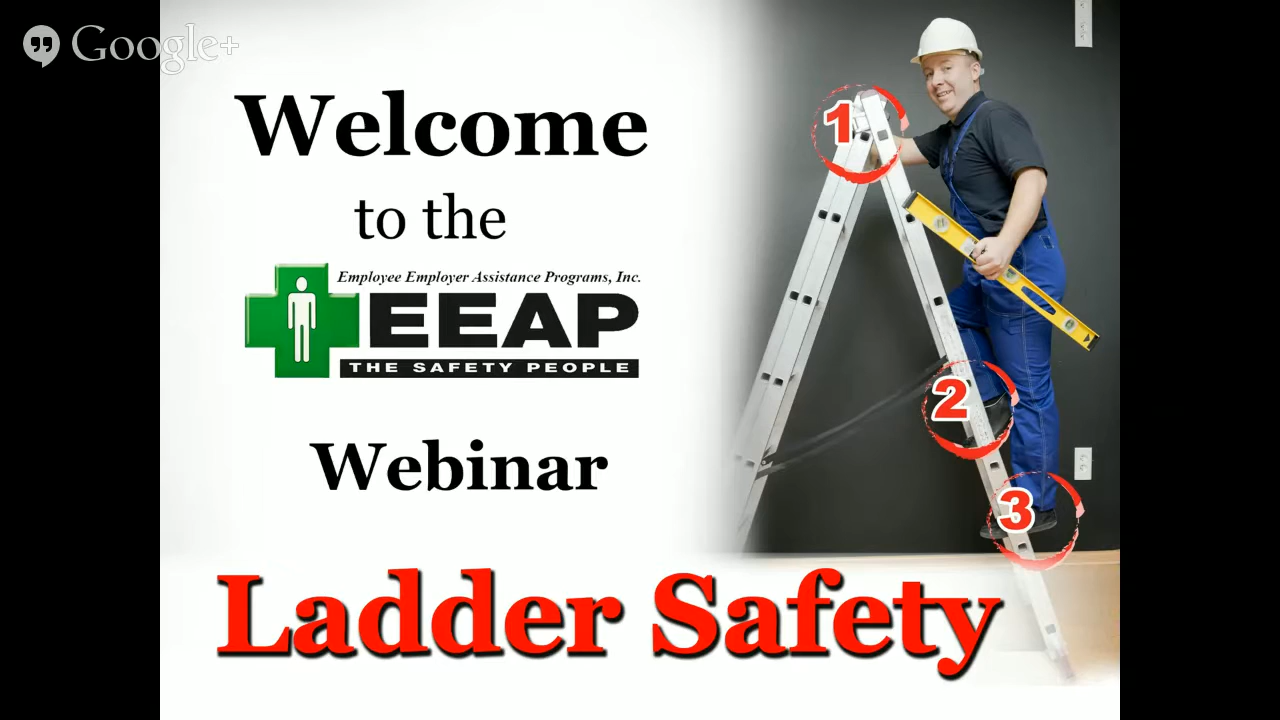 Google+
Welcome
to the
Employee Employer Assistance Programs, Inc.
EEAP
THE SAFETY PEOPLE
Webinar
Ladder Safety
1
2
3